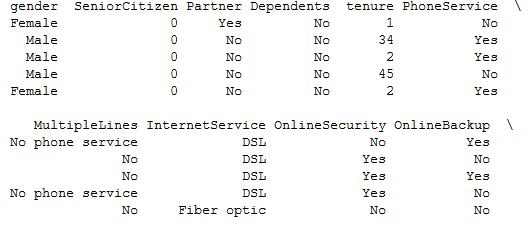 gender SeniorCitizen Partner Dependents tenure PhoneService \
Female 0 Yes No 1 No
Male 0 No No 34 Yes
Male 0 No No 2 Yes
Male 0 No No 45 No
Female 0 No No 2 Yes
MultipleLines InternetService OnlineSecurity OnlineBackup \
No phone service DSL No Yes
No DSL Yes No
No DSL Yes Yes
No phone service DSL Yes No
No Fiber optic No No